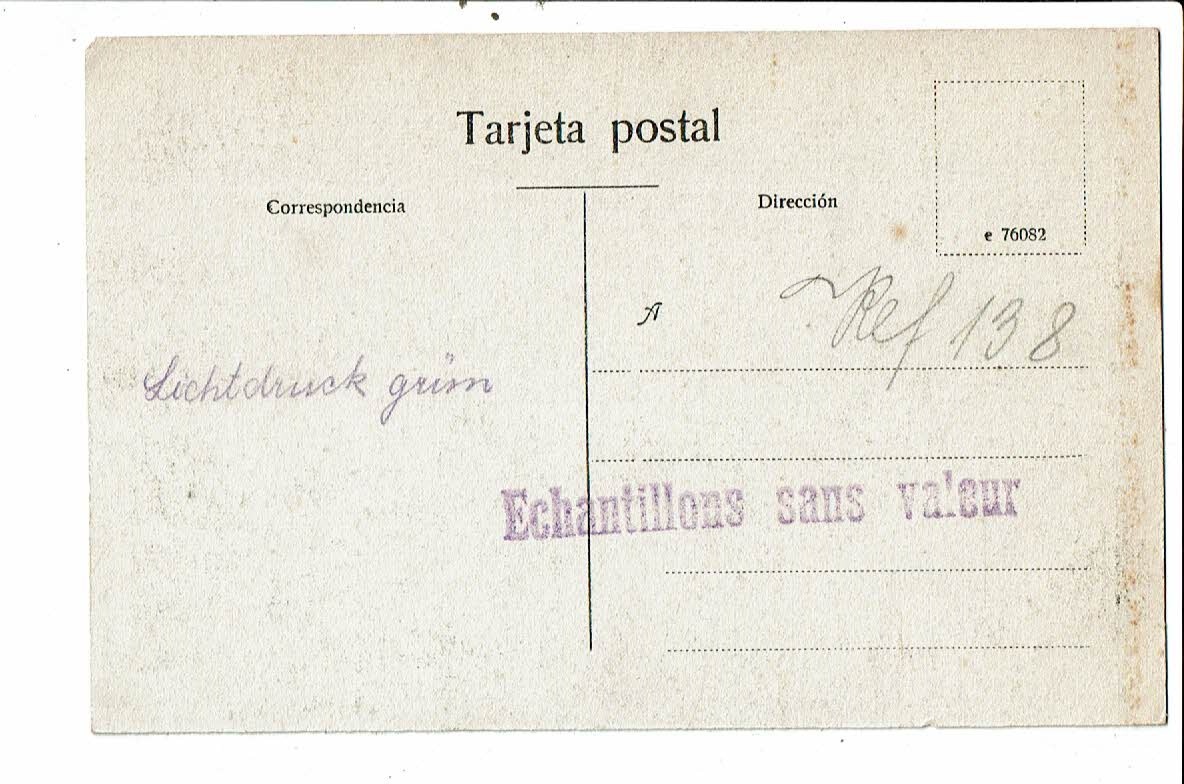 Tarjeta postal
Correspondencia
Dirección
e 76082
A
Ref 138
Lichtdruck grün
Echantillons sans valeur